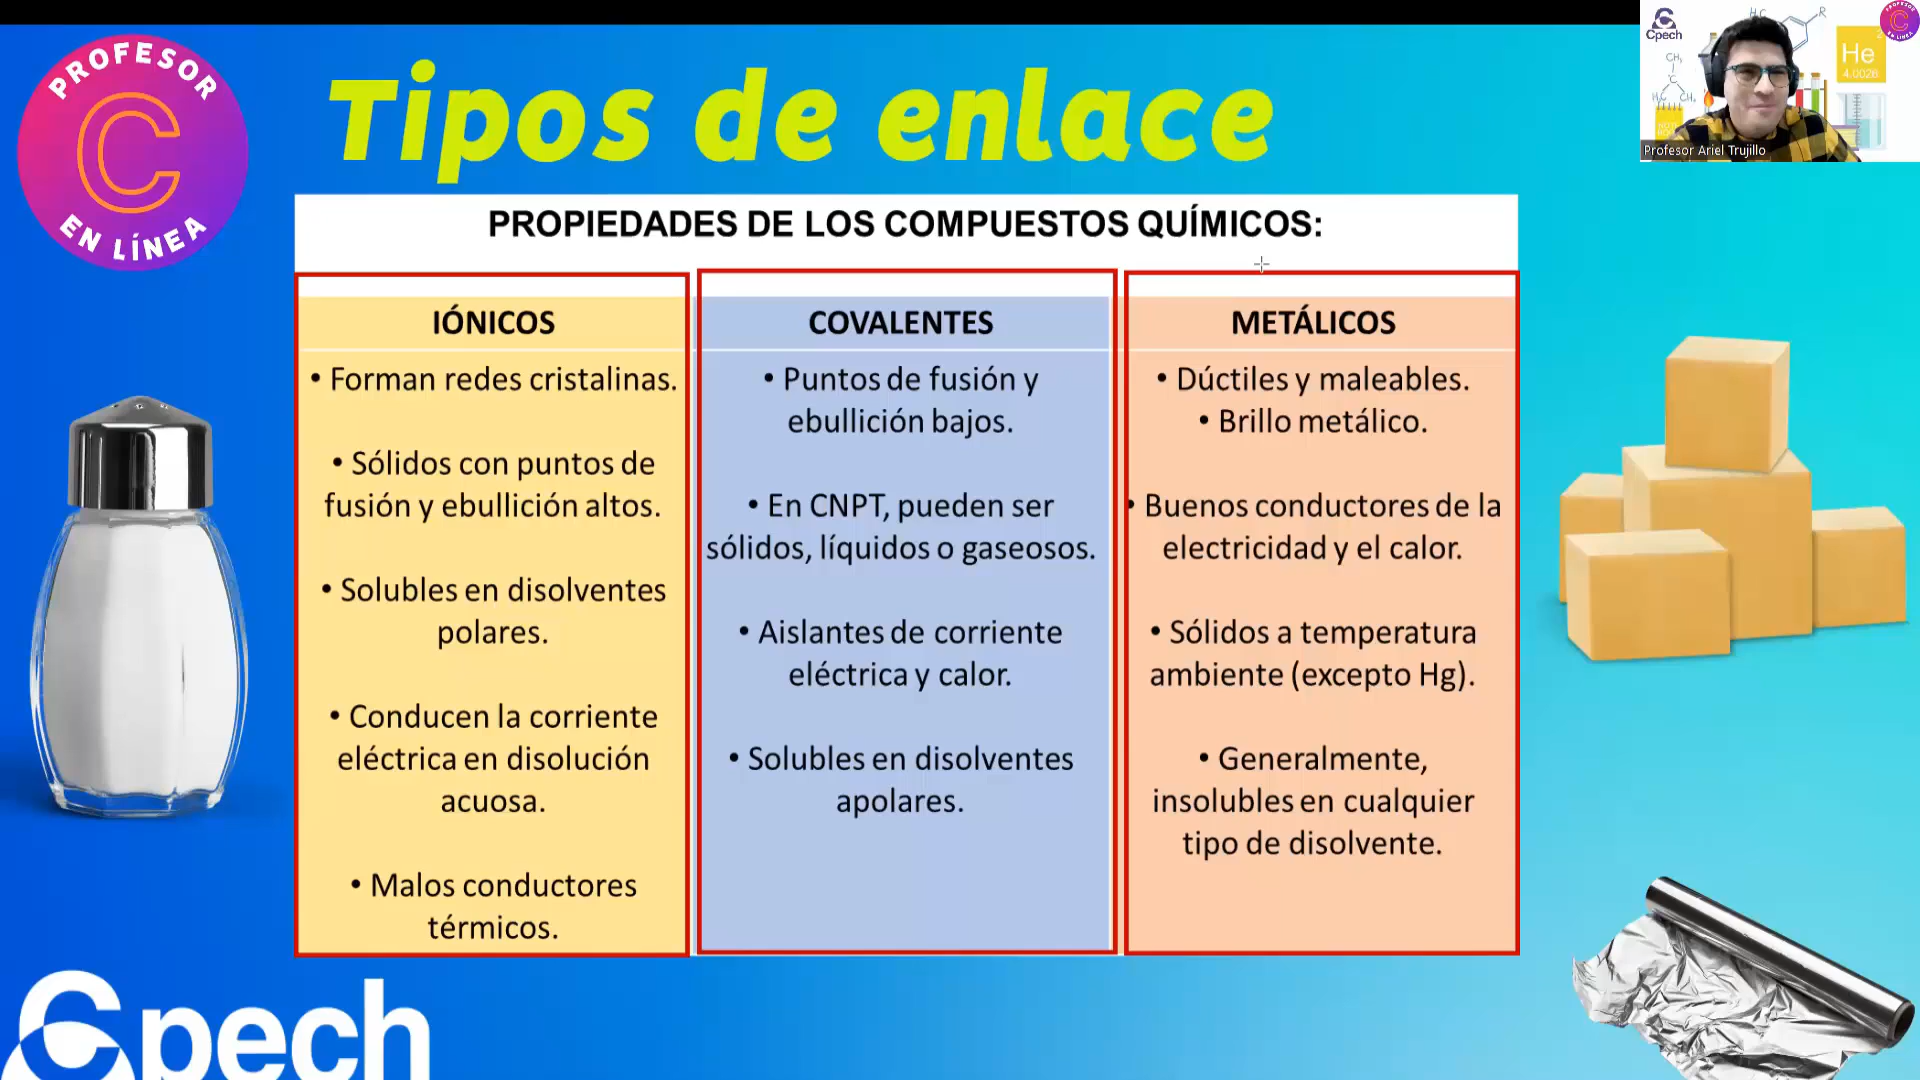 PROFESOR
C
EN LÍNEA
Tipos de enlace
Cpech
He
4.0026
Profesor Ariel Trujillo
PROPIEDADES DE LOS COMPUESTOS QUÍMICOS:
IÓNICOS
• Forman redes cristalinas.
• Sólidos con puntos de
fusión y ebullición altos.
• Solubles en disolventes
polares.
• Conducen la corriente
eléctrica en disolución
acuosa.
• Malos conductores
térmicos.
COVALENTES
• Puntos de fusión y
ebullición bajos.
• En CNPT, pueden ser
sólidos, líquidos o gaseosos.
• Aislantes de corriente
eléctrica y calor.
• Solubles en disolventes
apolares.
METÁLICOS
• Dúctiles y maleables.
• Brillo metálico.
• Buenos conductores de la
electricidad y el calor.
• Sólidos a temperatura
ambiente (excepto Hg).
• Generalmente,
insolubles en cualquier
tipo de disolvente.
Cpech